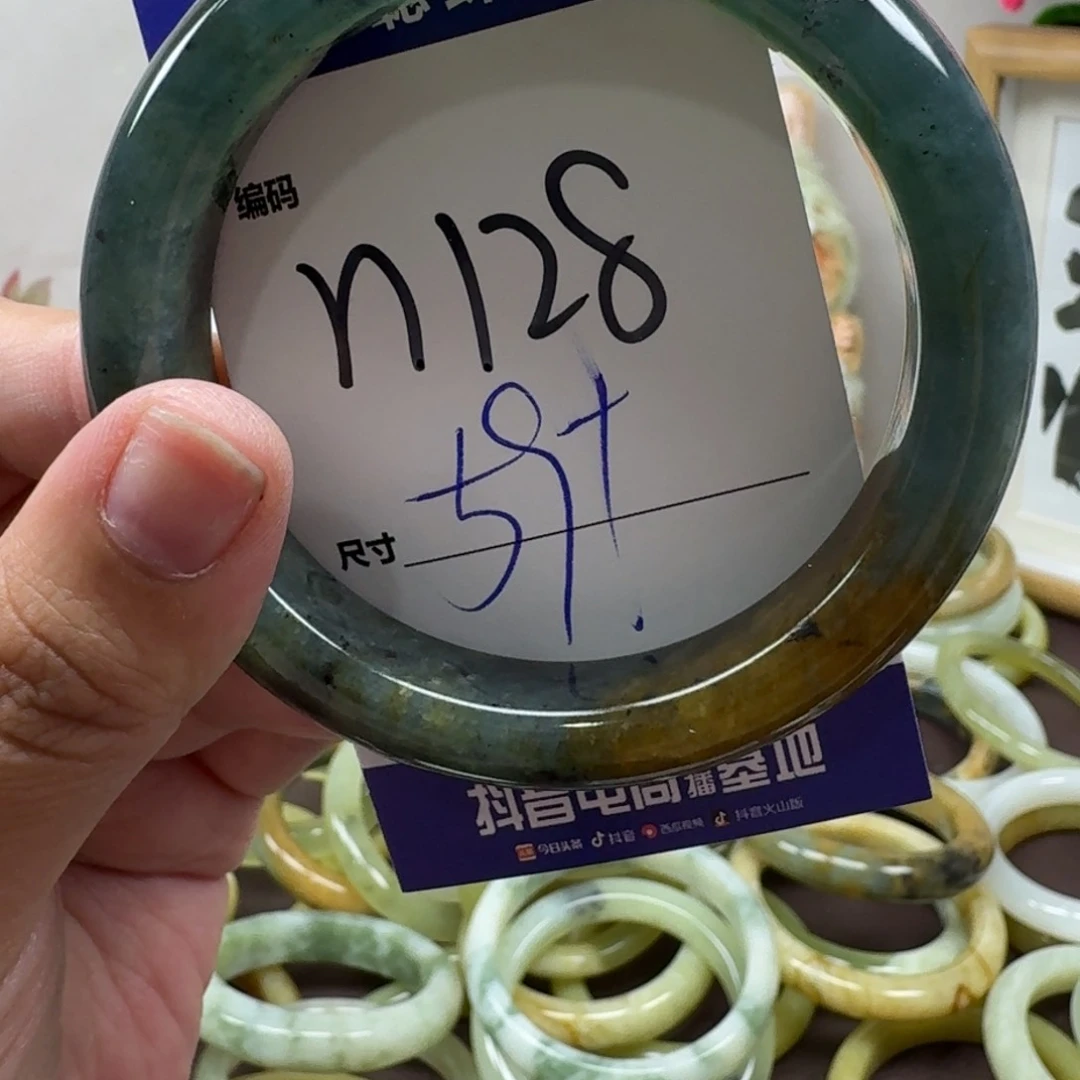 编码
n128
59+
尺寸
抖音电商直播基地
今日头条 抖音 西瓜视频 抖音火山版